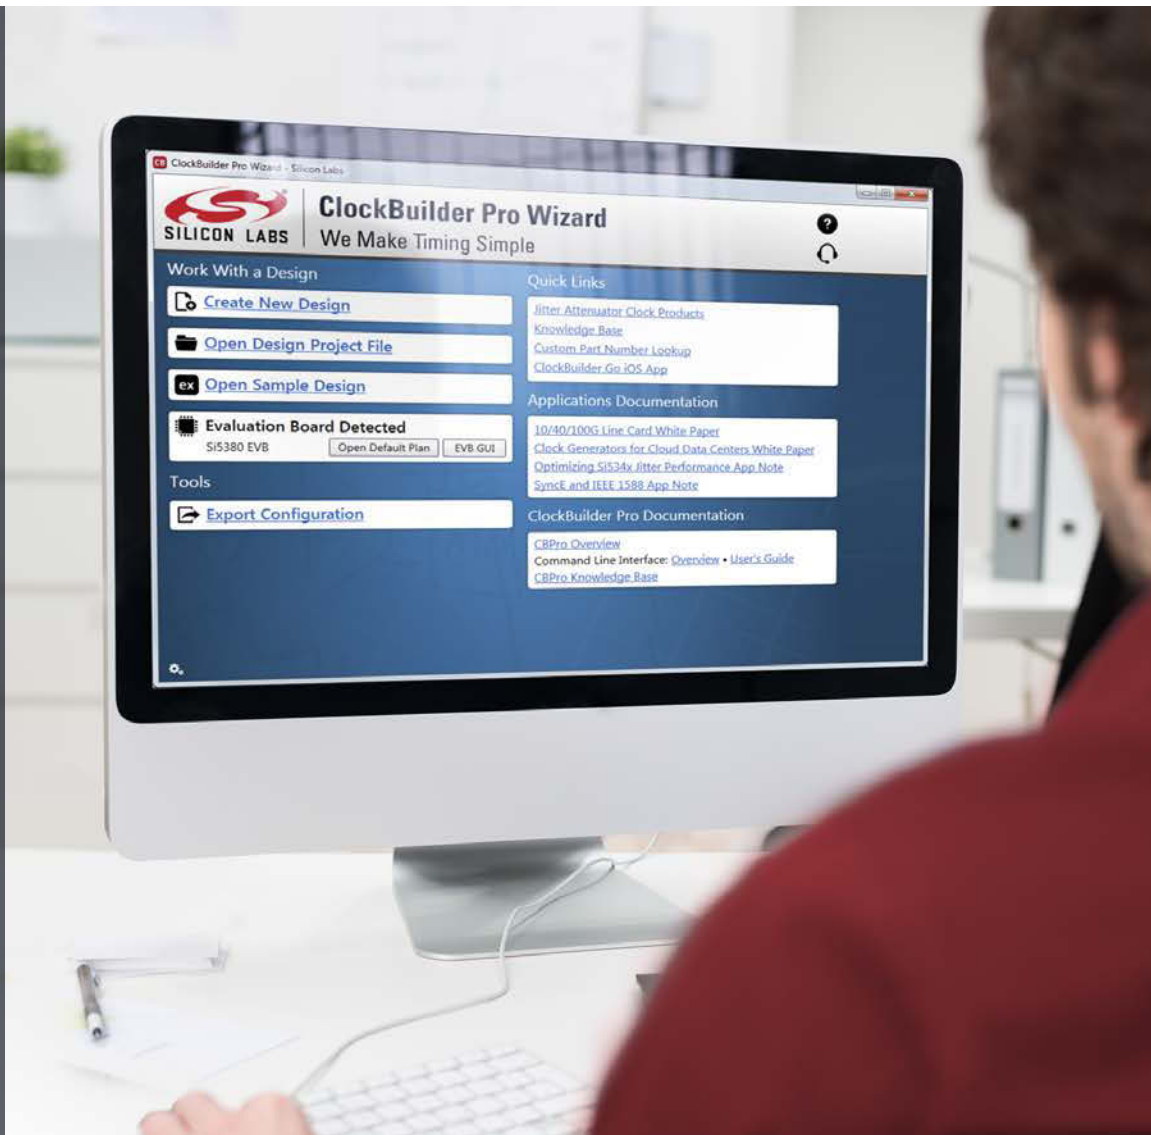 CB ClockBuilder Pro Wizard - Silicon Labs
SILICON LABS
ClockBuilder Pro Wizard
We Make Timing Simple
?
Work With a Design
Create New Design
Open Design Project File
ex Open Sample Design
Evaluation Board Detected
Si5380 EVB Open Default Plan EVB GUI
Tools
Export Configuration
Quick Links
Jitter Attenuator Clock Products
Knowledge Base
Custom Part Number Lookup
ClockBuilder Go iOS App
Applications Documentation
10/40/100G Line Card White Paper
Clock Generators for Cloud Data Centers White Paper
Optimizing Si534x Jitter Performance App Note
SyncE and IEEE 1588 App Note
ClockBuilder Pro Documentation
CBPro Overview
Command Line Interface: Overview • User's Guide
CBPro Knowledge Base